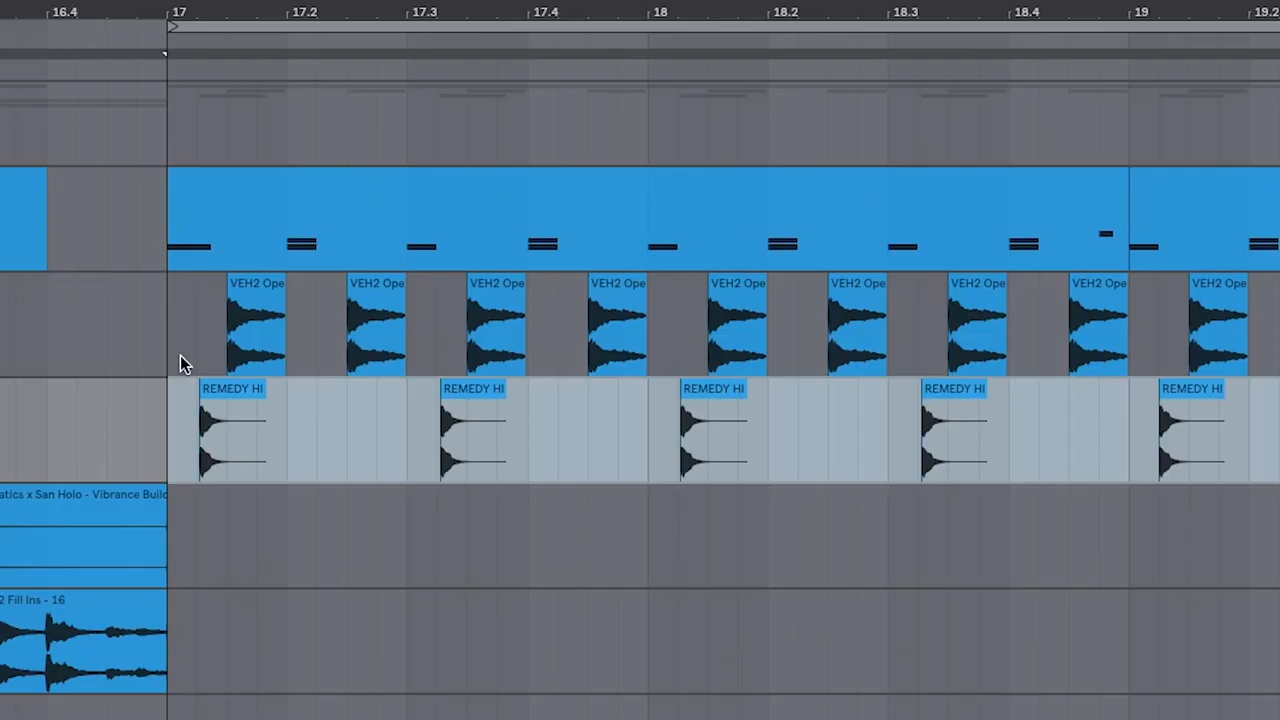 16.4 17 17.2 17.3 17.4 18 18.2 18.3 18.4 19 19.2
VEH2 Ope VEH2 Ope VEH2 Ope VEH2 Ope VEH2 Ope VEH2 Ope VEH2 Ope VEH2 Ope VEH2 Ope
REMEDY HI REMEDY HI REMEDY HI REMEDY HI REMEDY HI
atics x San Holo - Vibrance Build
2 Fill Ins - 16